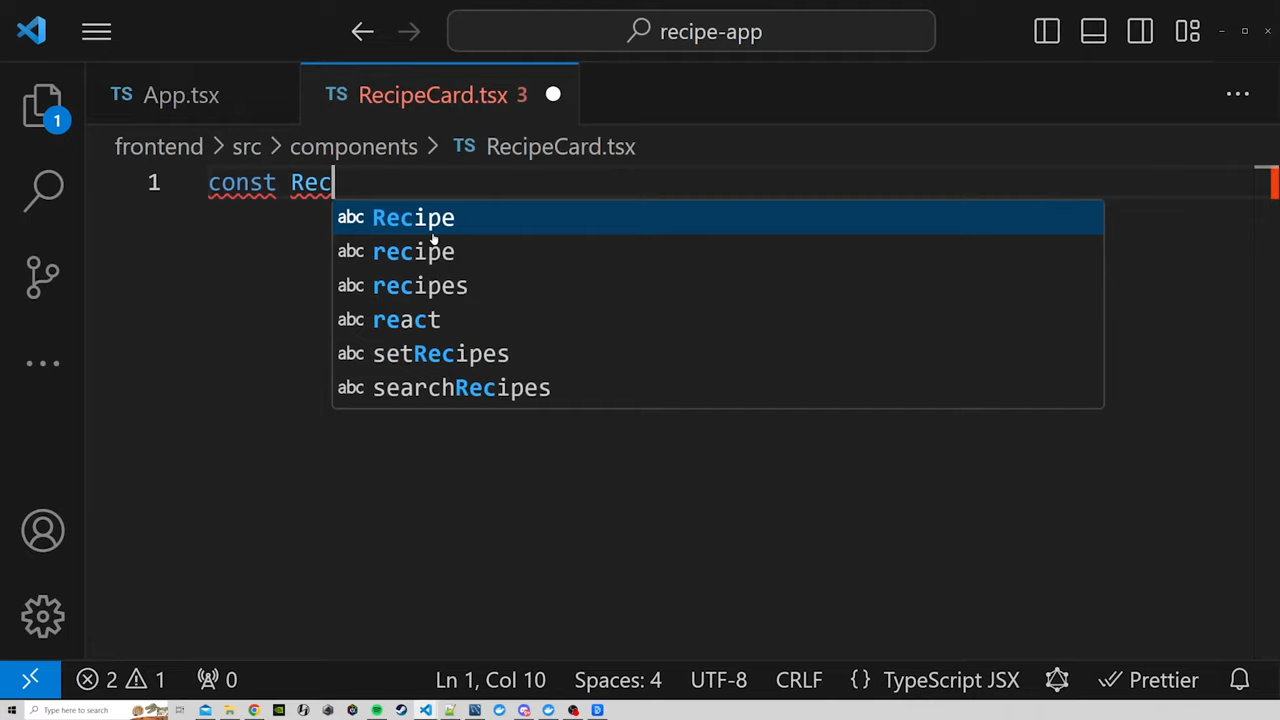 recipe-app
TS App.tsx
TS RecipeCard.tsx 3
frontend > src > components > TS RecipeCard.tsx
1
1 const Rec
abc Recipe
abc recipe
abc recipes
abc react
abc setRecipes
abc searchRecipes
2 1 0 Ln 1, Col 10 Spaces: 4 UTF-8 CRLF {} TypeScript JSX Prettier
Type here to search